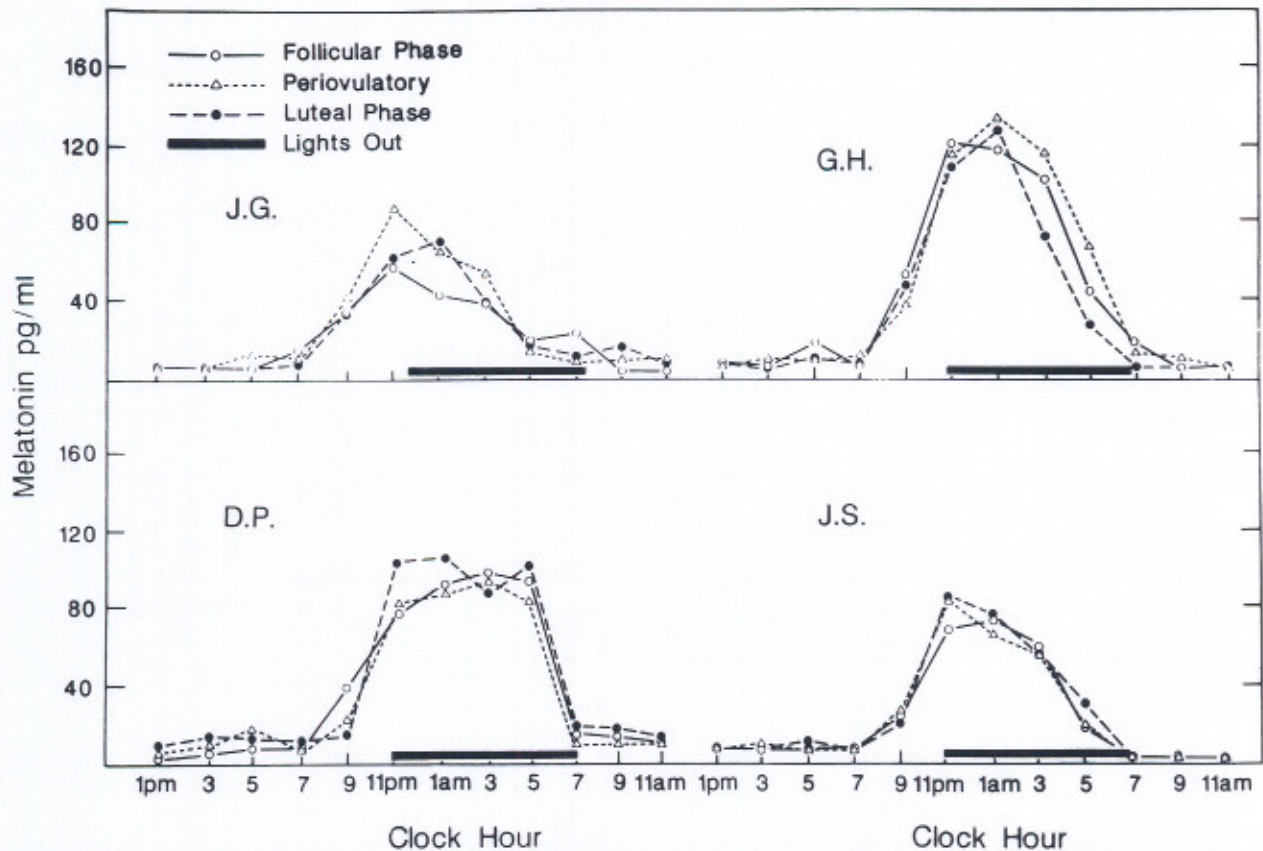 Follicular Phase
Periovulatory
Luteal Phase
Lights Out
160
120
80
40
J.G.
G.H.
Melatonin pg/ml
160
120
80
40
D.P.
J.S.
1pm 3 5 7 9 11pm 1am 3 5 7 9 11am
1pm 3 5 7 9 11pm 1am 3 5 7 9 11am
Clock Hour
Clock Hour